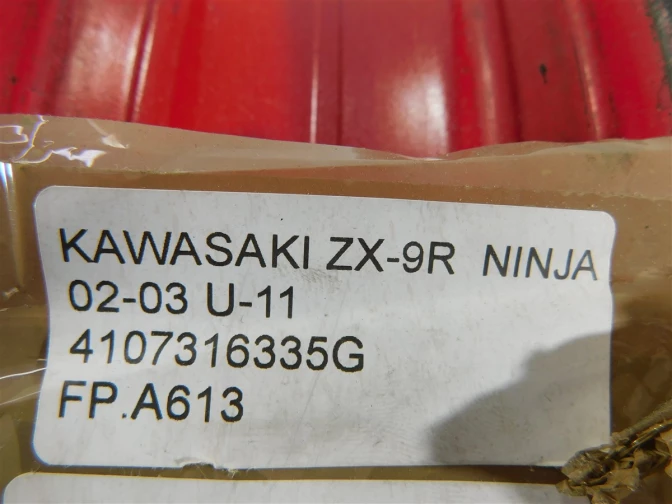 KAWASAKI ZX-9R NINJA
02-03 U-11
4107316335G
FP.A613